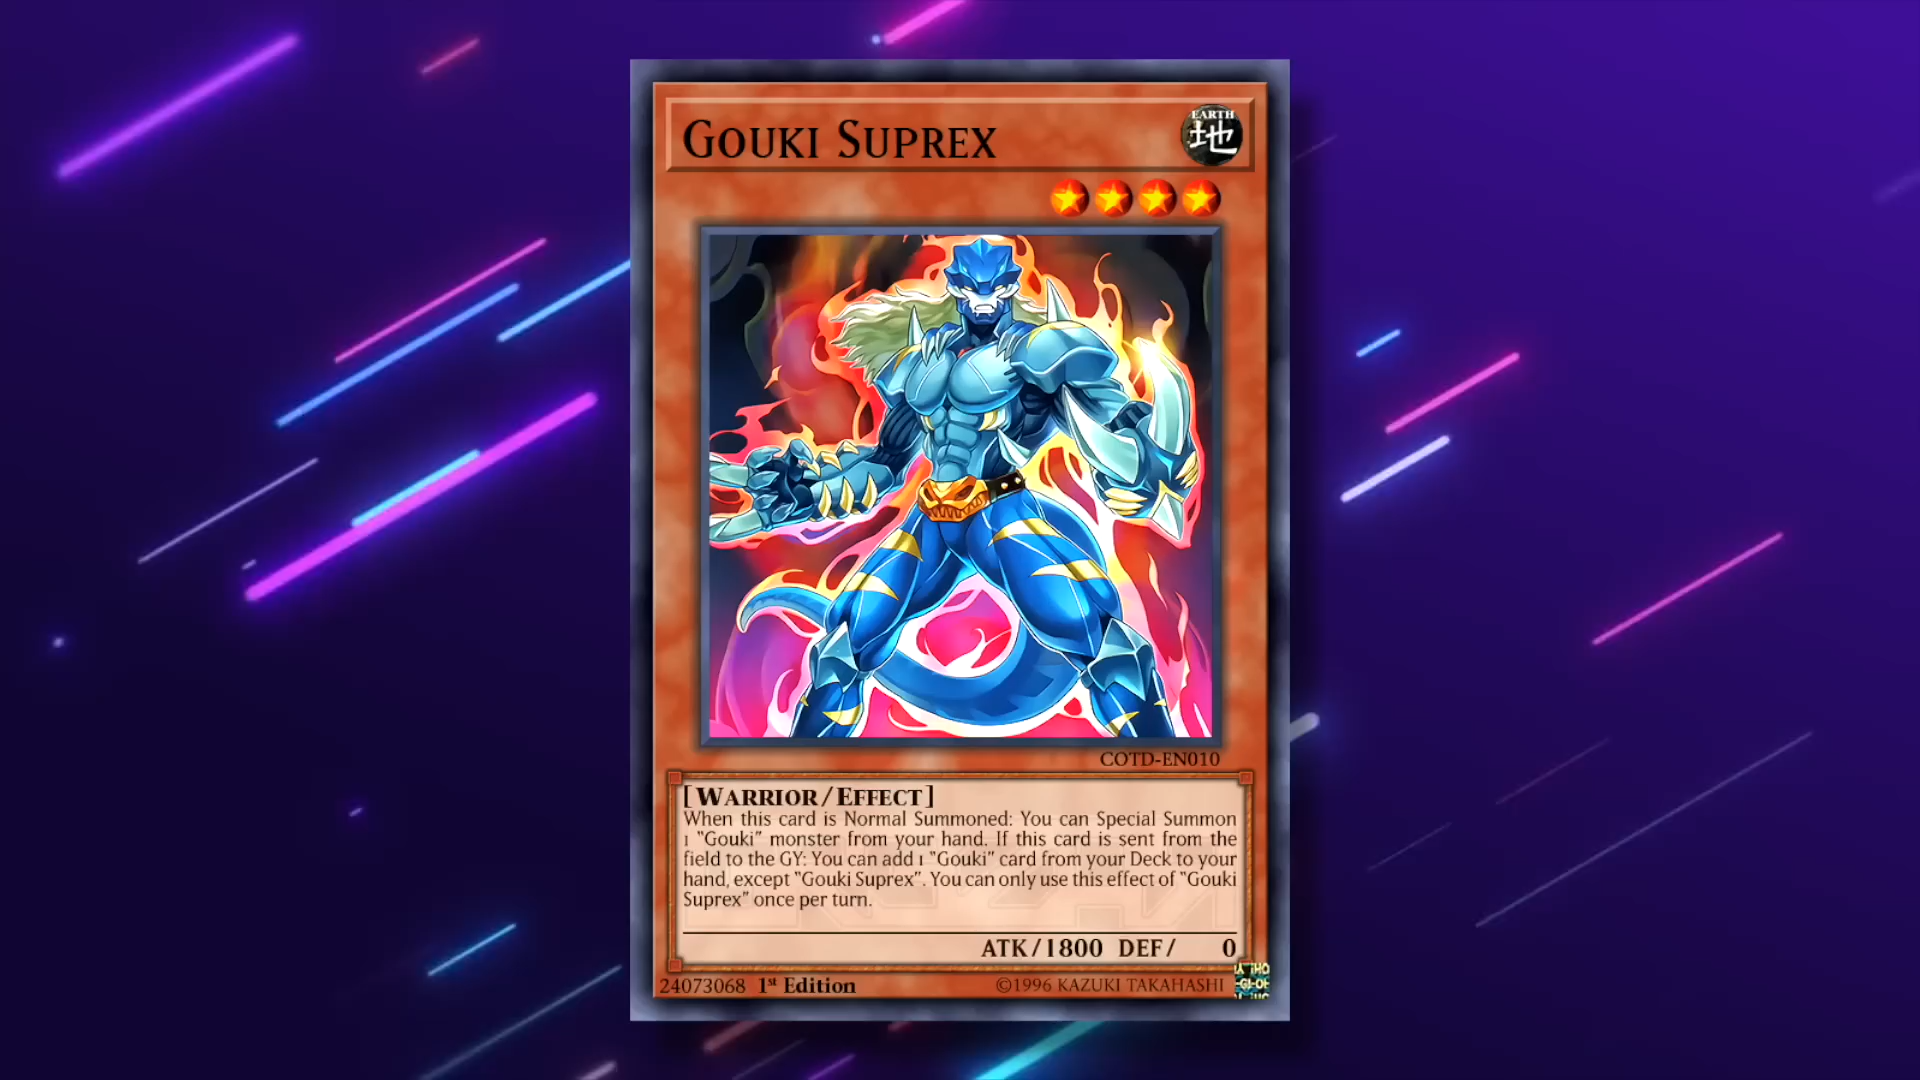 GOUKI SUPREX
EARTH
地
COTD-EN010
[WARRIOR/EFFECT]
When this card is Normal Summoned: You can Special Summon
1 "Gouki" monster from your hand. If this card is sent from the
field to the GY: You can add 1 "Gouki" card from your Deck to your
hand, except "Gouki Suprex". You can only use this effect of "Gouki
Suprex" once per turn.
ATK/1800 DEF/ 0
24073068 1st Edition ©1996 KAZUKI TAKAHASHI